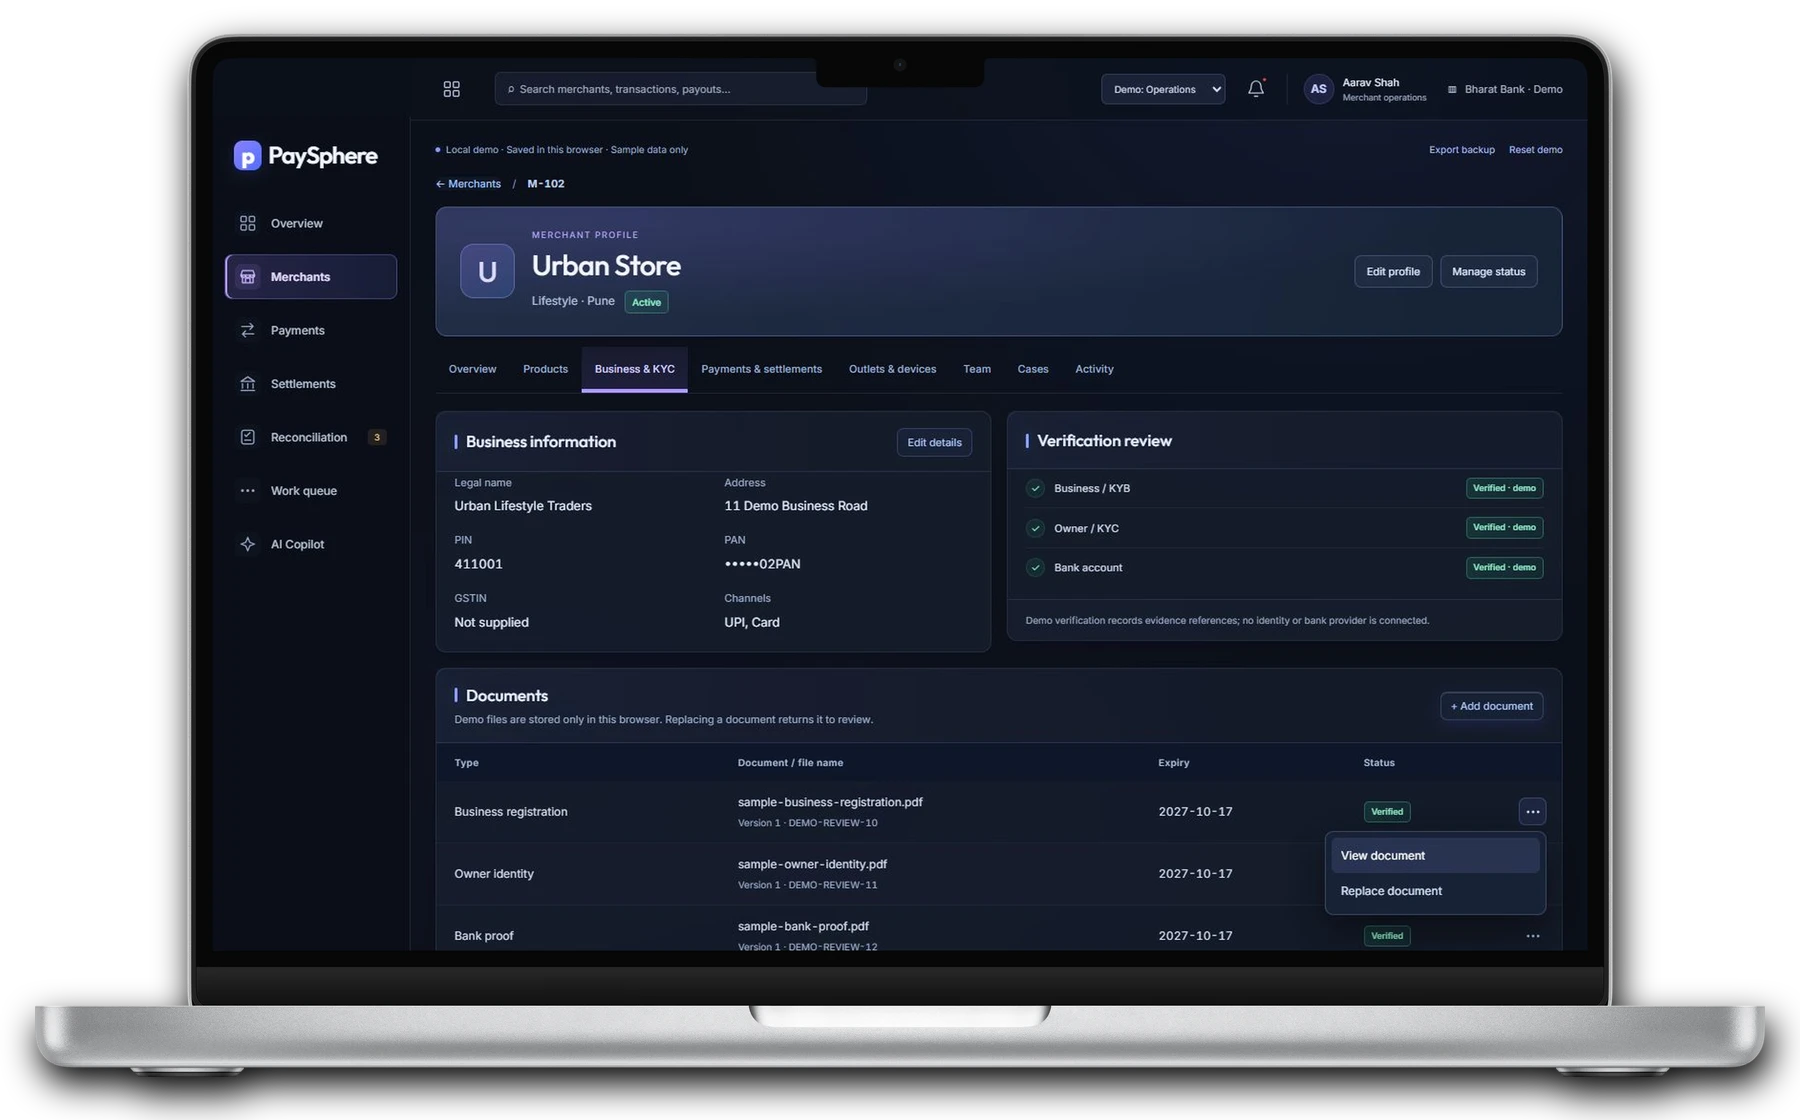 Search merchants, transactions, payouts...
Demo: Operations
AS
Aarav Shah
Merchant operations
Bharat Bank · Demo
p PaySphere
Overview
Merchants
Payments
Settlements
Reconciliation 3
Work queue
AI Copilot
Local demo · Saved in this browser · Sample data only
Export backup
Reset demo
← Merchants / M-102
U
MERCHANT PROFILE
Urban Store
Lifestyle · Pune Active
Edit profile
Manage status
Overview Products Business & KYC Payments & settlements Outlets & devices Team Cases Activity
Business information
Edit details
Legal name
Urban Lifestyle Traders
Address
11 Demo Business Road
PIN
411001
PAN
•••••02PAN
GSTIN
Not supplied
Channels
UPI, Card
Verification review
Business / KYB Verified · demo
Owner / KYC Verified · demo
Bank account Verified · demo
Demo verification records evidence references; no identity or bank provider is connected.
Documents
Demo files are stored only in this browser. Replacing a document returns it to review.
+ Add document
Type Document / file name Expiry Status
Business registration
sample-business-registration.pdf
Version 1 · DEMO-REVIEW-10
2027-10-17
Verified
···
View document
Replace document
Owner identity
sample-owner-identity.pdf
Version 1 · DEMO-REVIEW-11
2027-10-17
Bank proof
sample-bank-proof.pdf
Version 1 · DEMO-REVIEW-12
2027-10-17
Verified
···